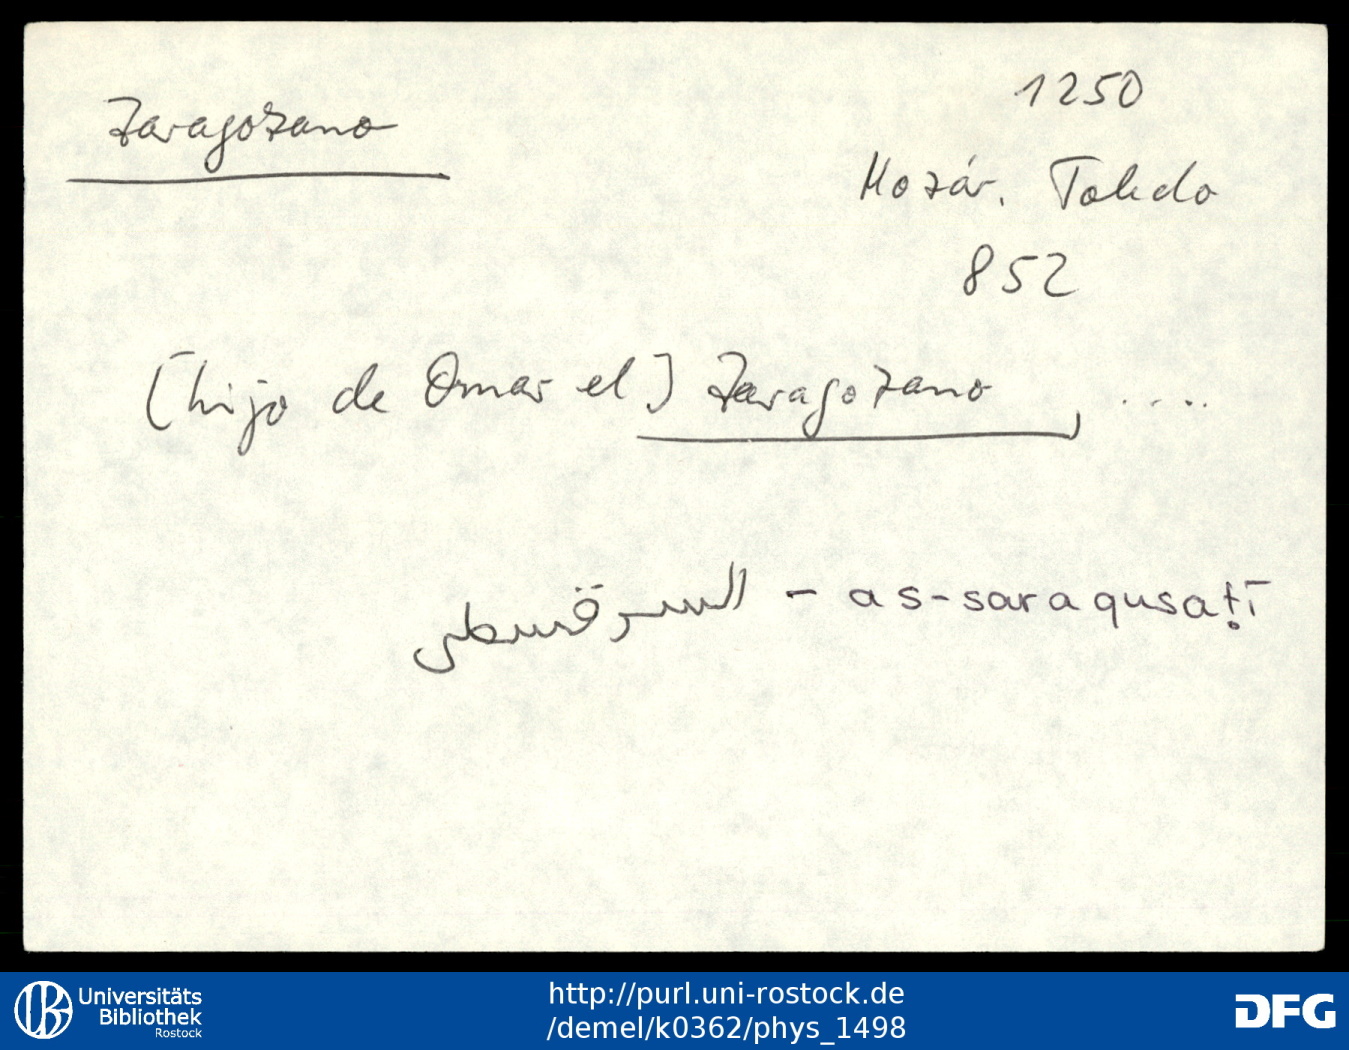 Zaragozano
1250
Mozár. Toledo
852
[hijo de Omar el] Zaragozano, ....
السرقسطى - as-saraqusaṭī
Universitäts
Bibliothek
Rostock
http://purl.uni-rostock.de
/demel/k0362/phys_1498
DFG